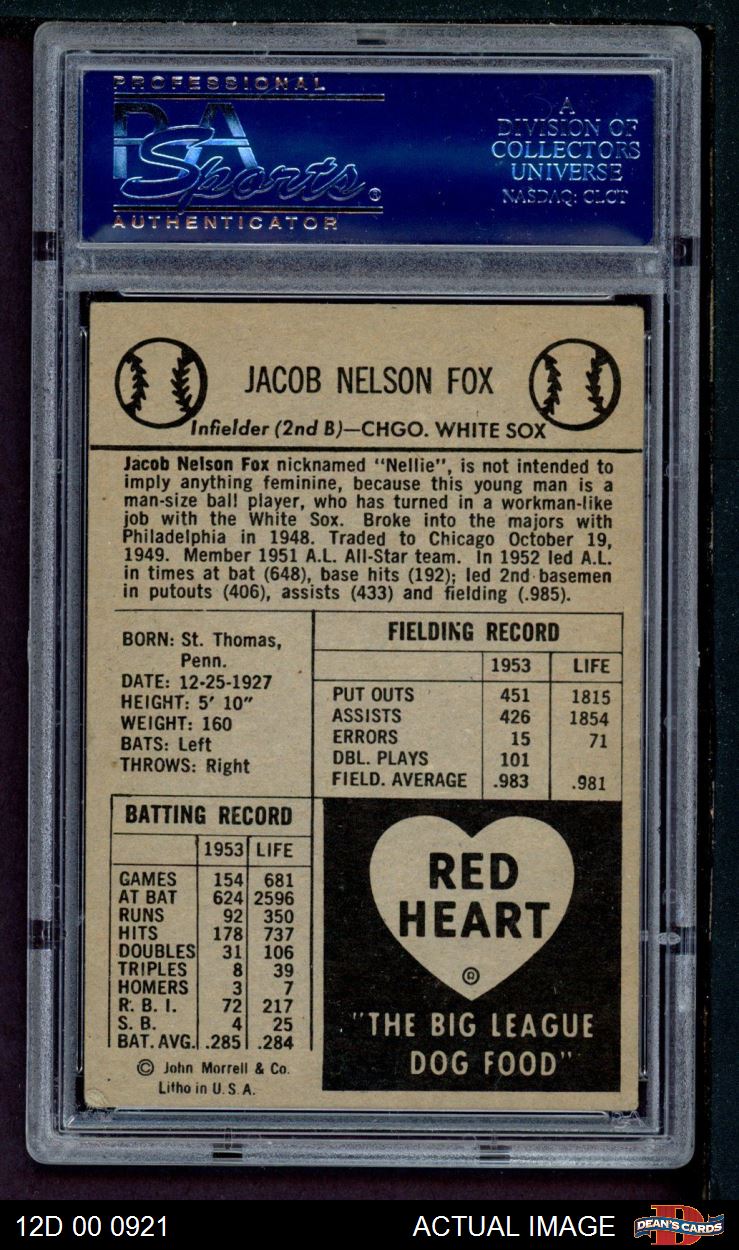 PROFESSIONAL
PSA
Sports ®
AUTHENTICATOR
A
DIVISION OF
COLLECTORS
UNIVERSE
NASDAQ: CLCT
JACOB NELSON FOX
Infielder (2nd B)—CHGO. WHITE SOX
Jacob Nelson Fox nicknamed "Nellie", is not intended to
imply anything feminine, because this young man is a
man-size ball player, who has turned in a workman-like
job with the White Sox. Broke into the majors with
Philadelphia in 1948. Traded to Chicago October 19,
1949. Member 1951 A.L. All-Star team. In 1952 led A.L.
in times at bat (648), base hits (192); led 2nd basemen
in putouts (406), assists (433) and fielding (.985).
BORN: St. Thomas,
Penn.
DATE: 12-25-1927
HEIGHT: 5' 10"
WEIGHT: 160
BATS: Left
THROWS: Right
FIELDING RECORD
1953 LIFE
PUT OUTS 451 1815
ASSISTS 426 1854
ERRORS 15 71
DBL. PLAYS 101
FIELD. AVERAGE .983 .981
BATTING RECORD
1953 LIFE
GAMES 154 681
AT BAT 624 2596
RUNS 92 350
HITS 178 737
DOUBLES 31 106
TRIPLES 8 39
HOMERS 3 7
R. B. I. 72 217
S. B. 4 25
BAT. AVG. .285 .284
© John Morrell & Co.
Litho in U. S. A.
RED
HEART
®
"THE BIG LEAGUE
DOG FOOD"
12D 00 0921
ACTUAL IMAGE
DEAN'S CARDS